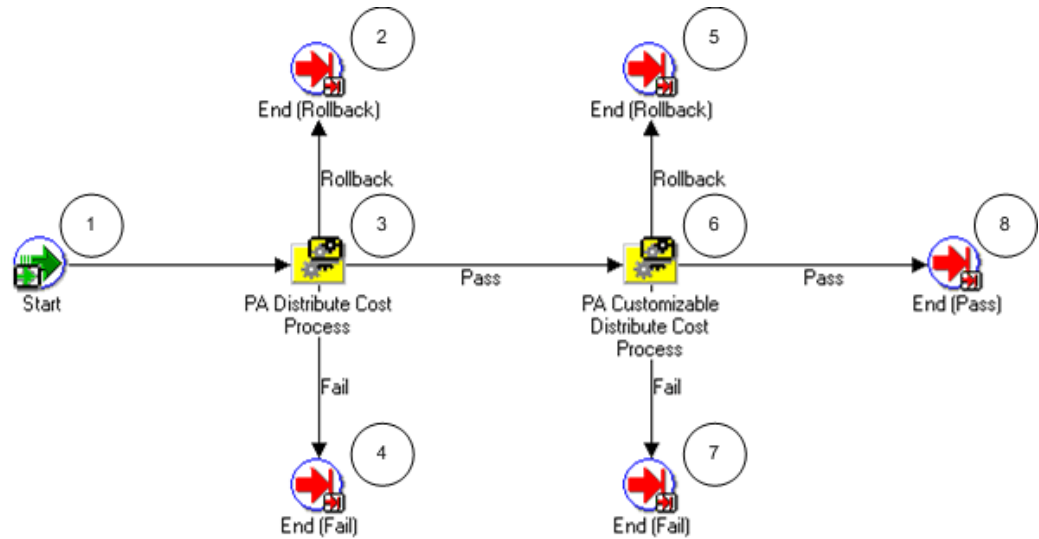 2
5
End (Rollback)
End (Rollback)
Rollback
Rollback
1
3
6
8
Start
Pass
Pass
PA Distribute Cost
Process
PA Customizable
Distribute Cost
Process
End (Pass)
Fail
Fail
4
7
End (Fail)
End (Fail)